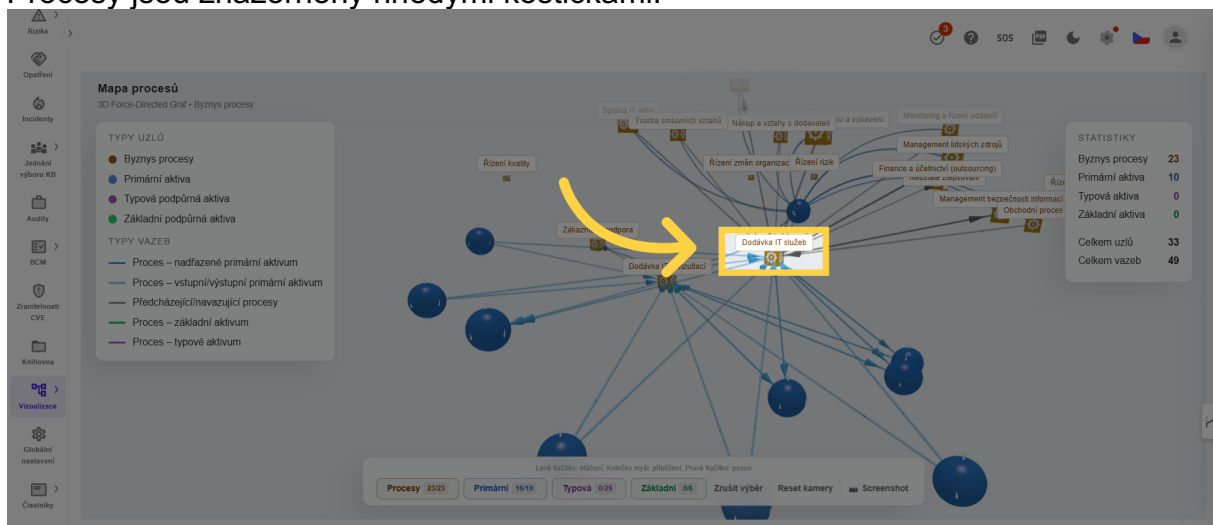 Procesy jsou znázorněny hnědými kostičkami.
Rizika
3
SOS
PDF
Opatření
Incidenty
Jednání
výboru KB
Audity
BCM
Zranitelnosti
CVE
Knihovna
Vizualizace
Globální
nastavení
Číselníky
Mapa procesů
3D Force-Directed Graf • Byznys procesy
TYPY UZLŮ
Byznys procesy
Primární aktiva
Typová podpůrná aktiva
Základní podpůrná aktiva
TYPY VAZEB
Proces – nadřazené primární aktivum
Proces – vstupní/výstupní primární aktivum
Předcházející/navazující procesy
Proces – základní aktivum
Proces – typové aktivum
Správa IT
Tvorba smluvních vztahů
Nákup a vztahy s dodavateli
u a vybavení
Monitoring a řízení událostí
Management lidských zdrojů
Řízení kvality
Řízení změn organizac
Řízení rizik
Finance a účetnictví (outsourcing)
Neustálé zlepšování
Říze
Management bezpečnosti informací
Obchodní proces
Dodávka IT služeb
STATISTIKY
Byznys procesy 23
Primární aktiva 10
Typová aktiva 0
Základní aktiva 0
Celkem uzlů 33
Celkem vazeb 49
Levé tlačítko: otáčení, Kolečko myši: přiblížení, Pravé tlačítko: posun
Procesy 23/23 Primární 10/10 Typová 0/29 Základní 0/6 Zrušit výběr Reset kamery Screenshot